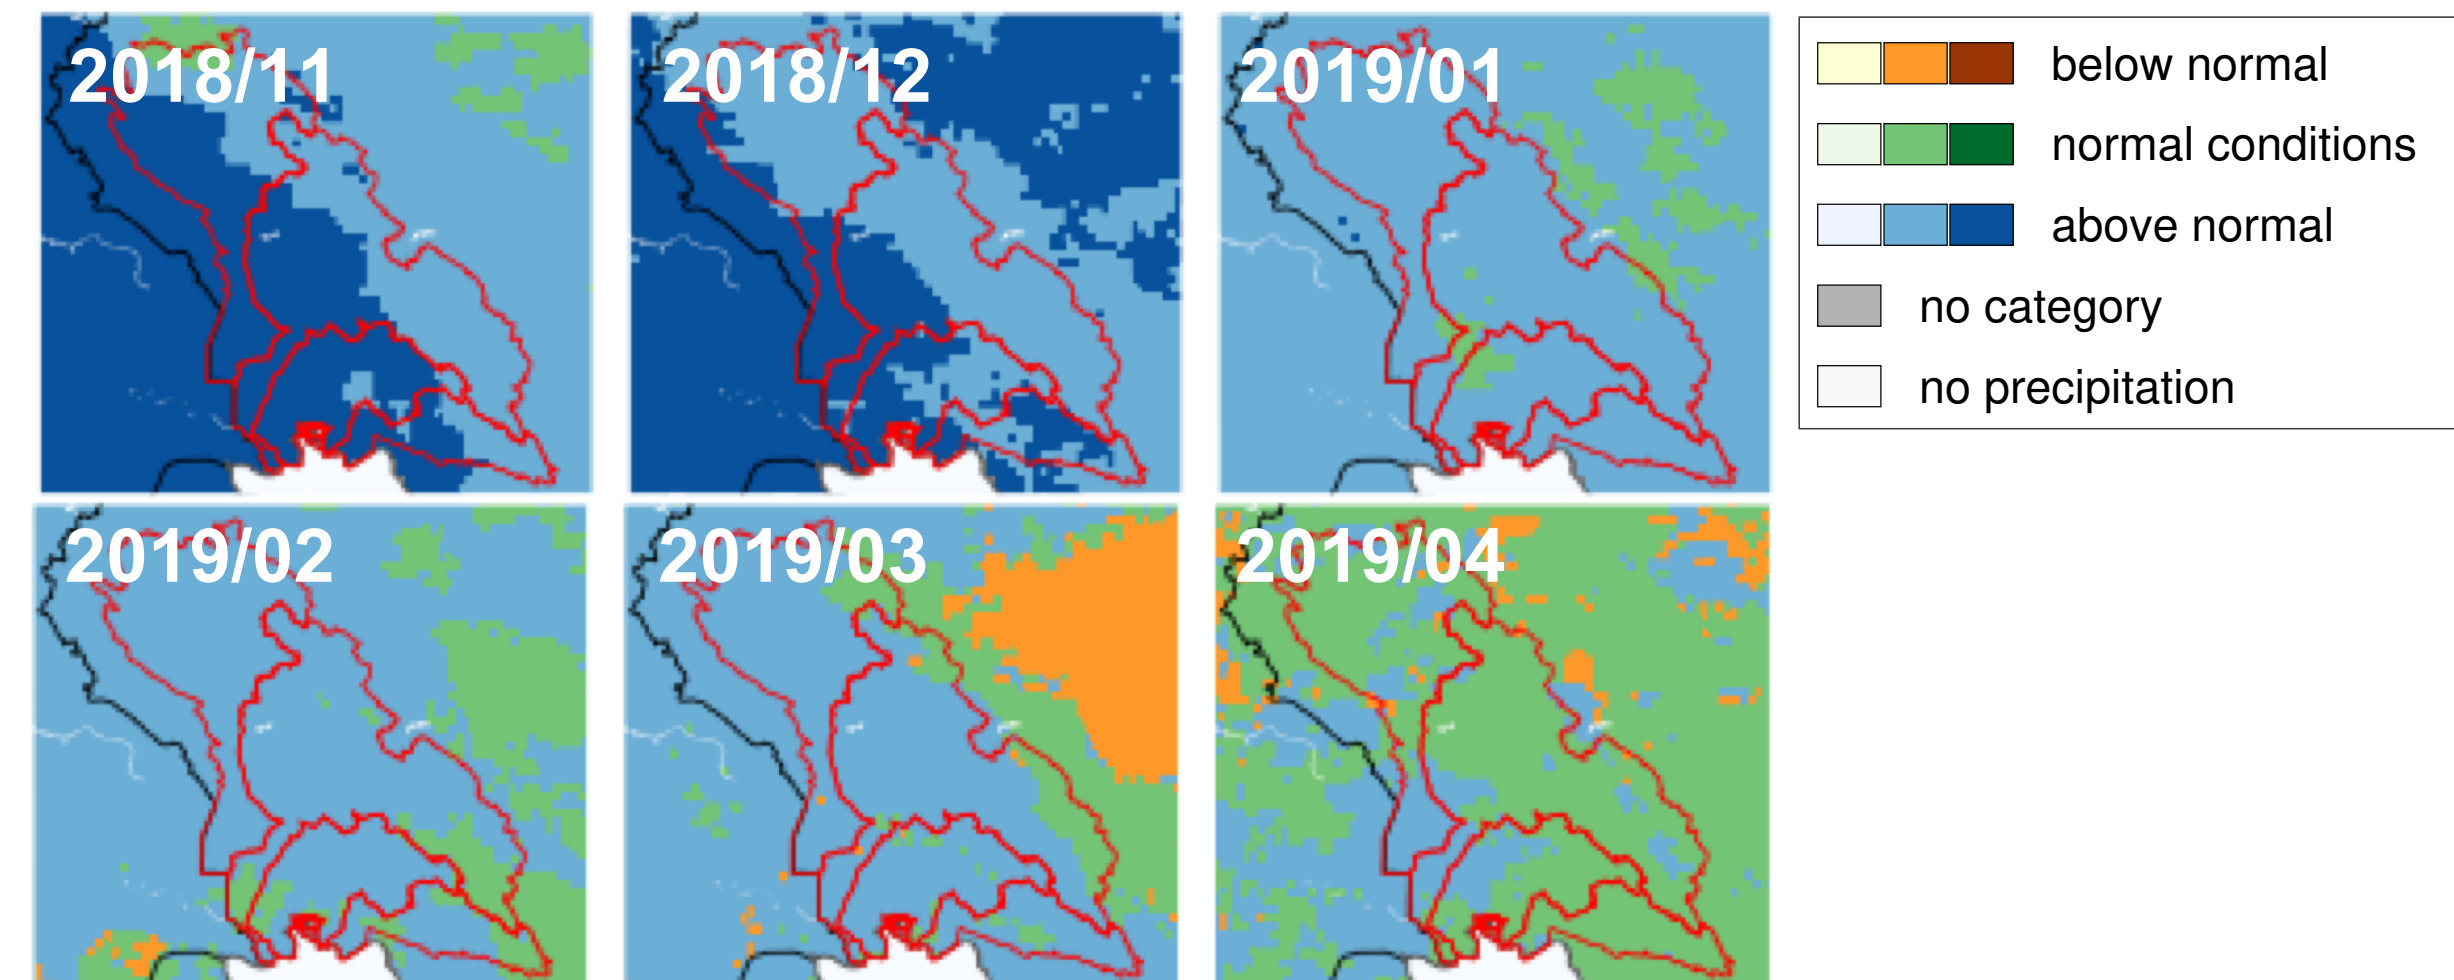 2018/11
2018/12
2019/01
2019/02
2019/03
2019/04
below normal
normal conditions
above normal
no category
no precipitation